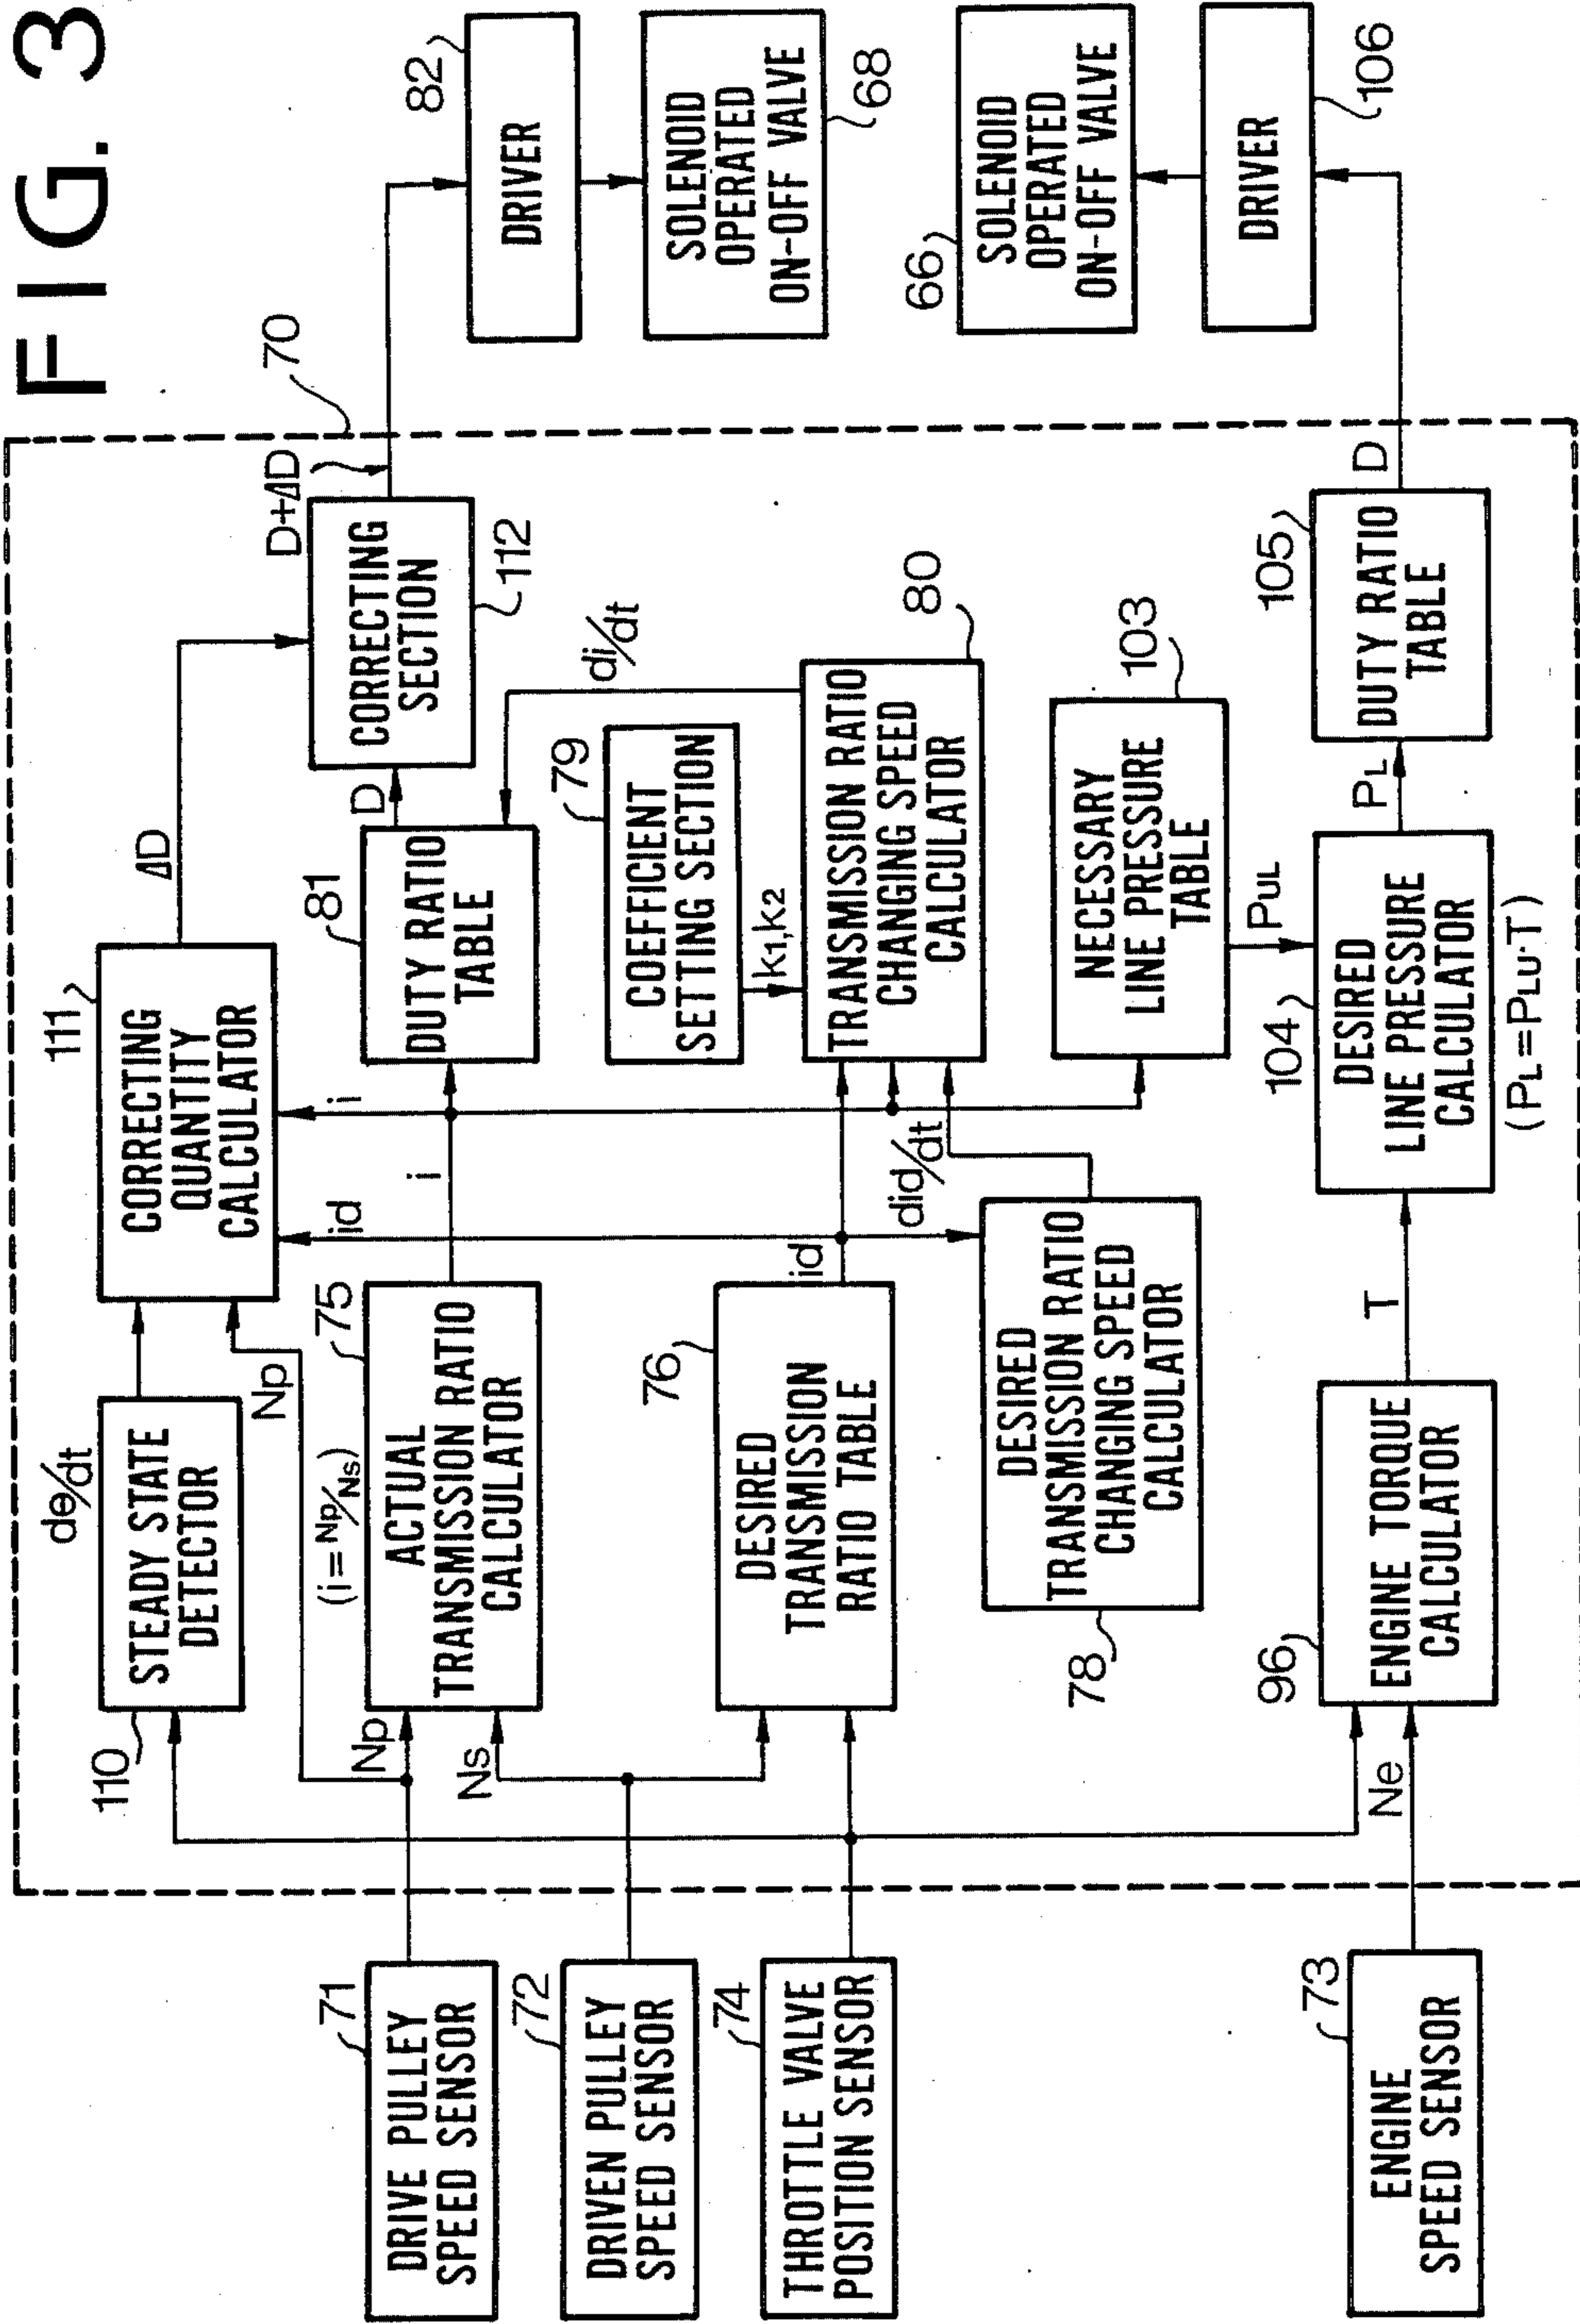 FIG. 3
70
71
DRIVE PULLEY
SPEED SENSOR
72
DRIVEN PULLEY
SPEED SENSOR
74
THROTTLE VALVE
POSITION SENSOR
73
ENGINE
SPEED SENSOR
110
STEADY STATE
DETECTOR
dθ/dt
Np
Np
Ns
(i=Np/Ns)
75
ACTUAL
TRANSMISSION RATIO
CALCULATOR
76
DESIRED
TRANSMISSION
RATIO TABLE
78
DESIRED
TRANSMISSION RATIO
CHANGING SPEED
CALCULATOR
Ne
96
ENGINE TORQUE
CALCULATOR
111
CORRECTING
QUANTITY
CALCULATOR
id
i
i
id
did/dt
T
81
DUTY RATIO
TABLE
79
COEFFICIENT
SETTING SECTION
k1,k2
TRANSMISSION RATIO
CHANGING SPEED
CALCULATOR
80
di/dt
NECESSARY
LINE PRESSURE
TABLE
103
PUL
104
DESIRED
LINE PRESSURE
CALCULATOR
(PL=PLU·T)
ΔD
D
CORRECTING
SECTION
112
D+ΔD
PL
105
DUTY RATIO
TABLE
D
82
DRIVER
SOLENOID
OPERATED
ON-OFF VALVE
68
66
SOLENOID
OPERATED
ON-OFF VALVE
DRIVER
106